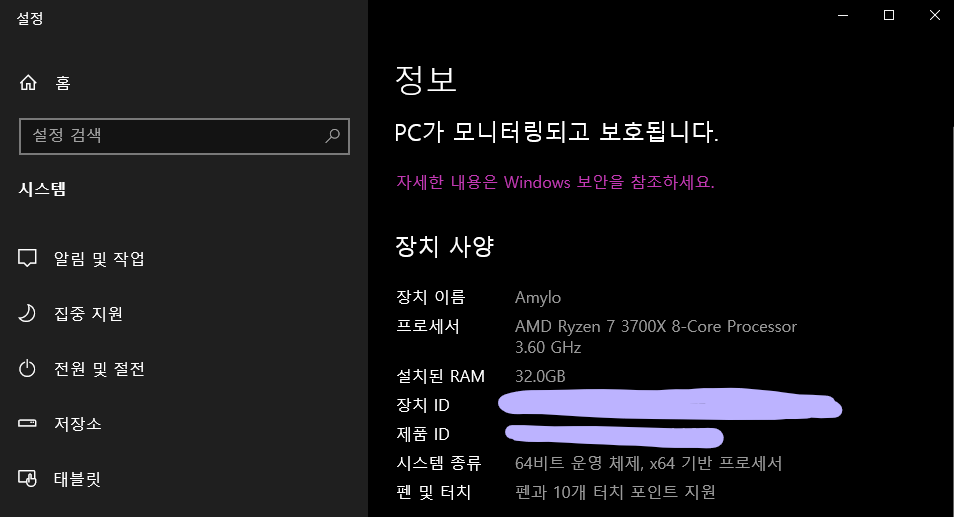 설정
홈
설정 검색
시스템
알림 및 작업
집중 지원
전원 및 절전
저장소
태블릿
정보
PC가 모니터링되고 보호됩니다.
자세한 내용은 Windows 보안을 참조하세요.
장치 사양
장치 이름 Amylo
프로세서 AMD Ryzen 7 3700X 8-Core Processor
3.60 GHz
설치된 RAM 32.0GB
장치 ID
제품 ID
시스템 종류 64비트 운영 체제, x64 기반 프로세서
펜 및 터치 펜과 10개 터치 포인트 지원